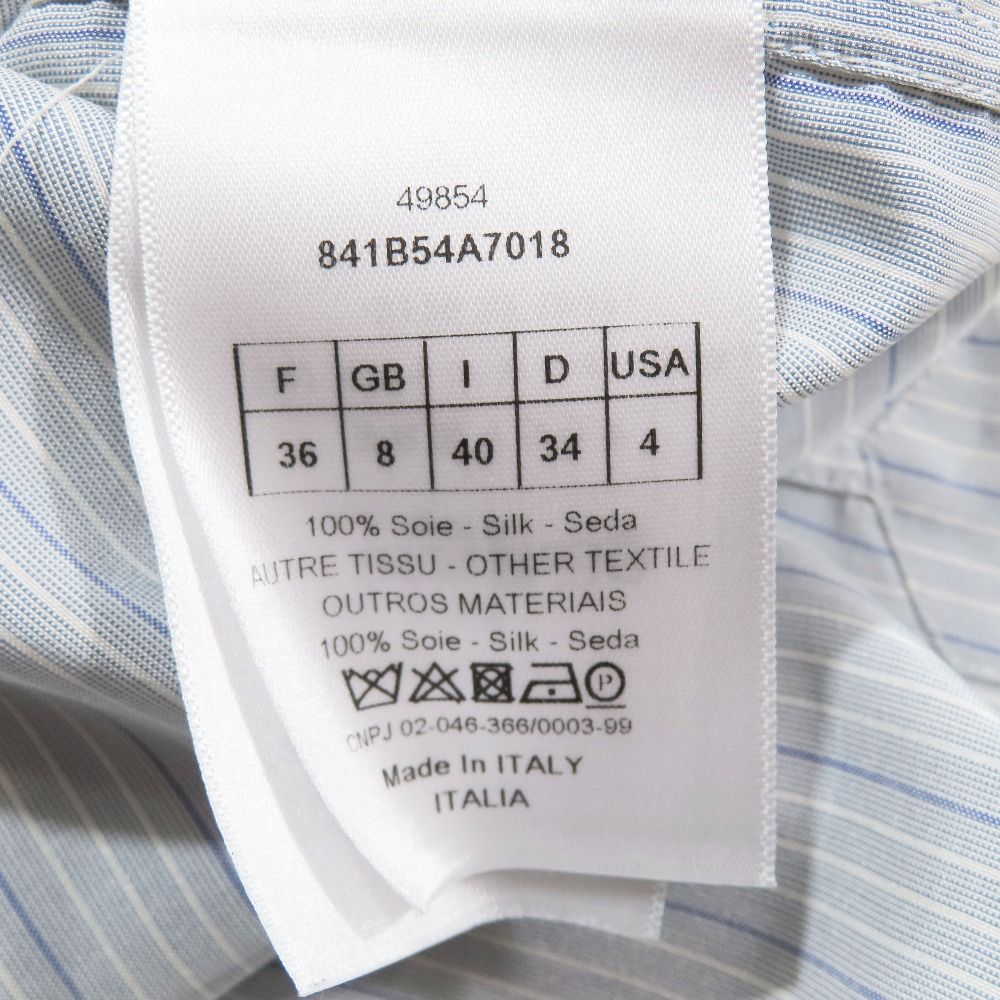 49854
841B54A7018
F GB I D USA
36 8 40 34 4
100% Soie - Silk - Seda
AUTRE TISSU - OTHER TEXTILE
OUTROS MATERIAIS
100% Soie - Silk - Seda
P
CNPJ 02-046-366/0003-99
Made In ITALY
ITALIA